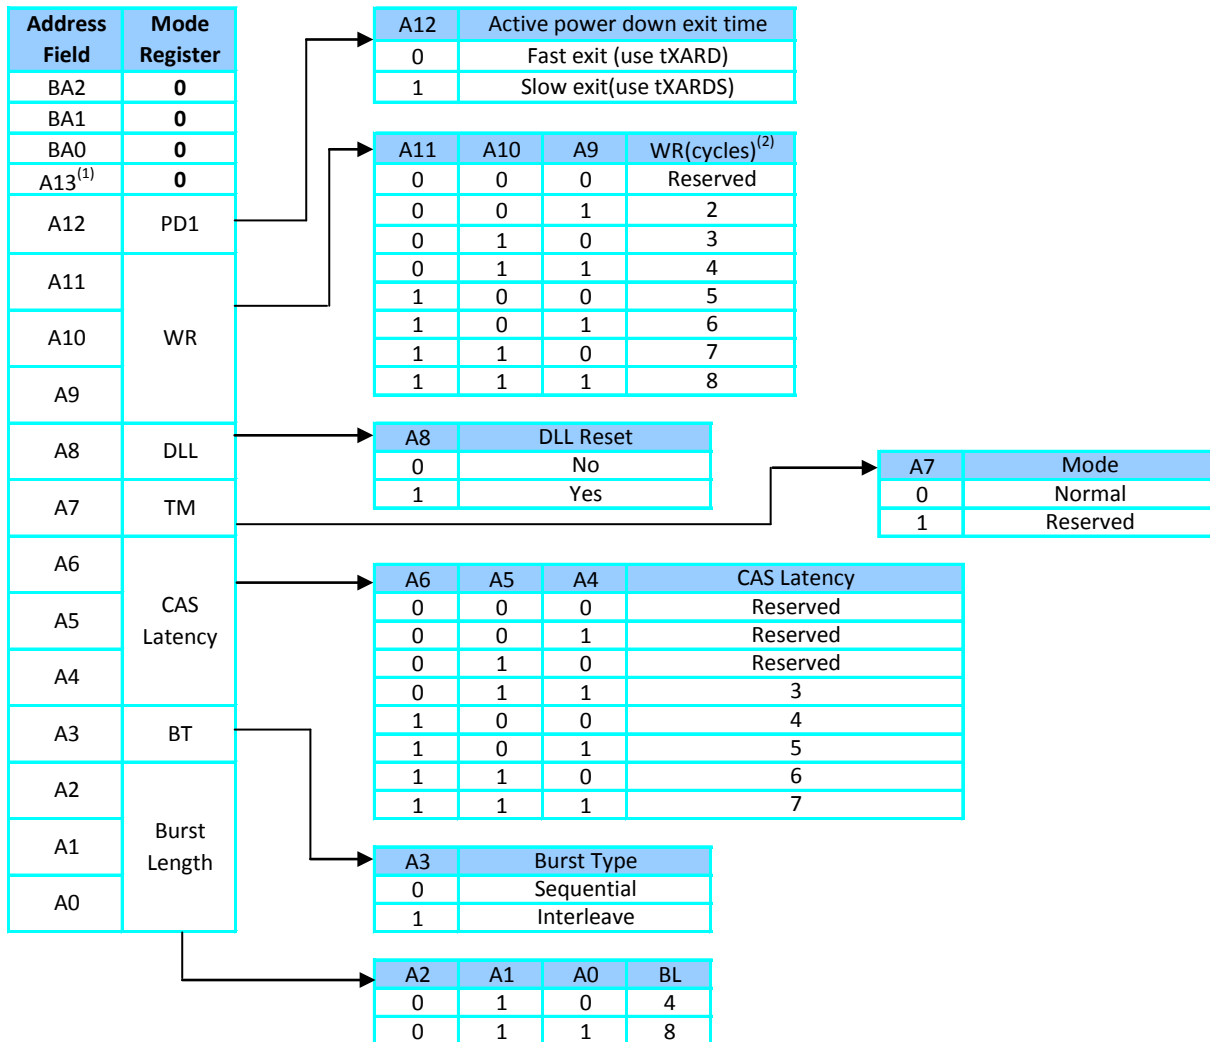 Address Field Mode Register
BA2 0
BA1 0
BA0 0
A13(1) 0
A12 PD1
A11
A10 WR
A9
A8 DLL
A7 TM
A6
A5 CAS Latency
A4
A3 BT
A2
A1 Burst Length
A0
A12 Active power down exit time
0 Fast exit (use tXARD)
1 Slow exit(use tXARDS)
A11 A10 A9 WR(cycles)(2)
0 0 0 Reserved
0 0 1 2
0 1 0 3
0 1 1 4
1 0 0 5
1 0 1 6
1 1 0 7
1 1 1 8
A8 DLL Reset
0 No
1 Yes
A7 Mode
0 Normal
1 Reserved
A6 A5 A4 CAS Latency
0 0 0 Reserved
0 0 1 Reserved
0 1 0 Reserved
0 1 1 3
1 0 0 4
1 0 1 5
1 1 0 6
1 1 1 7
A3 Burst Type
0 Sequential
1 Interleave
A2 A1 A0 BL
0 1 0 4
0 1 1 8